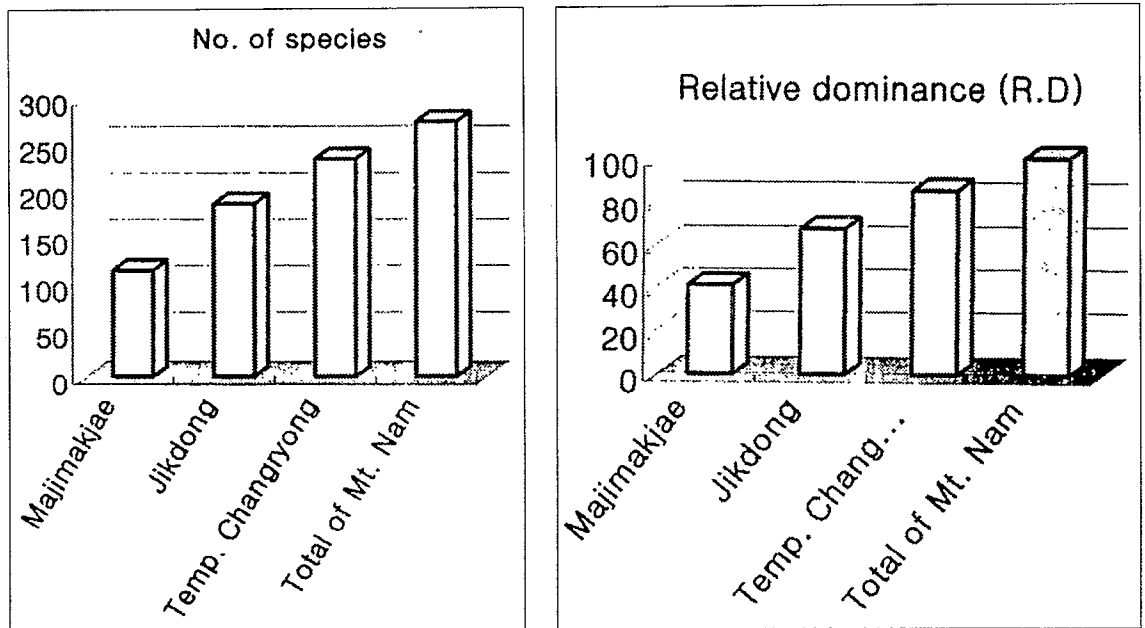 No. of species
300
250
200
150
100
50
0
Majimakjae
Jikdong
Temp. Changryong
Total of Mt. Nam
Relative dominance (R.D)
100
80
60
40
20
0
Majimakjae
Jikdong
Temp. Chang...
Total of Mt. Nam